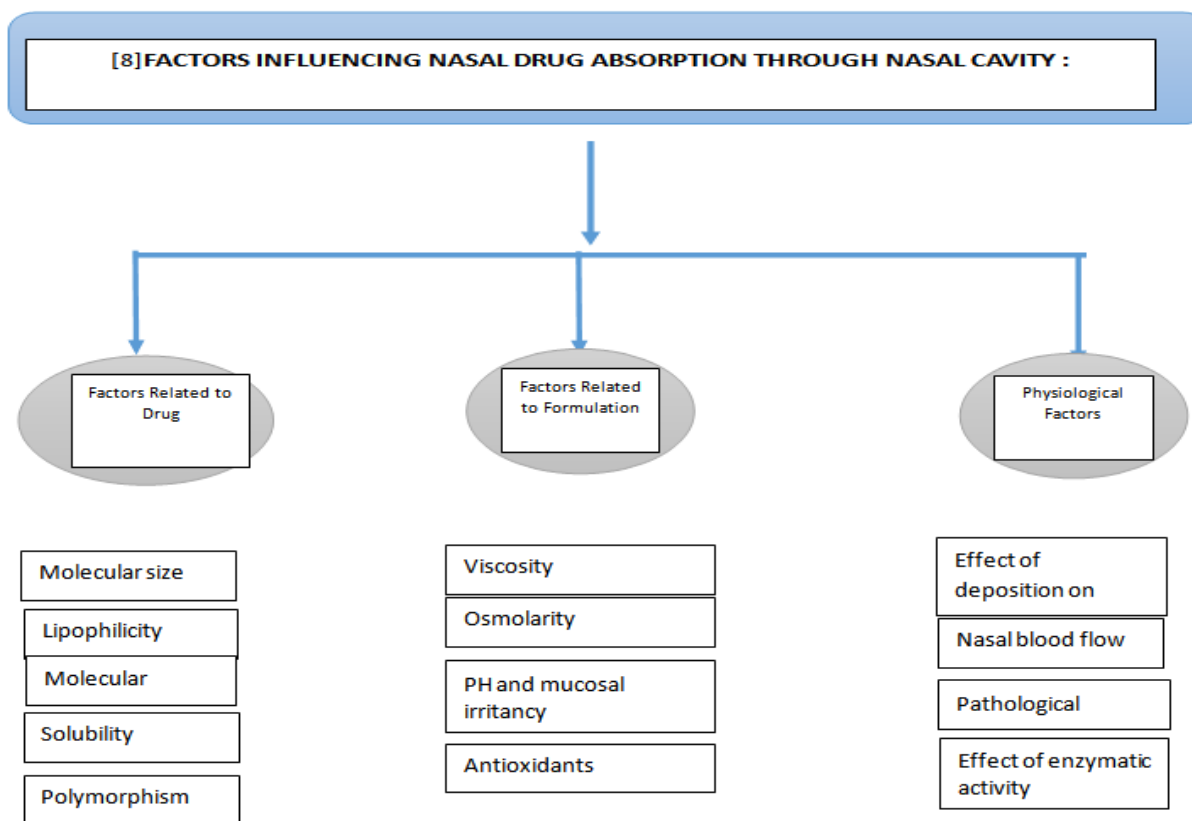 [8]FACTORS INFLUENCING NASAL DRUG ABSORPTION THROUGH NASAL CAVITY :
Factors Related to
Drug
Factors Related
to Formulation
Physiological
Factors
Molecular size
Lipophilicity
Molecular
Solubility
Polymorphism
Viscosity
Osmolarity
PH and mucosal
irritancy
Antioxidants
Effect of
deposition on
Nasal blood flow
Pathological
Effect of enzymatic
activity